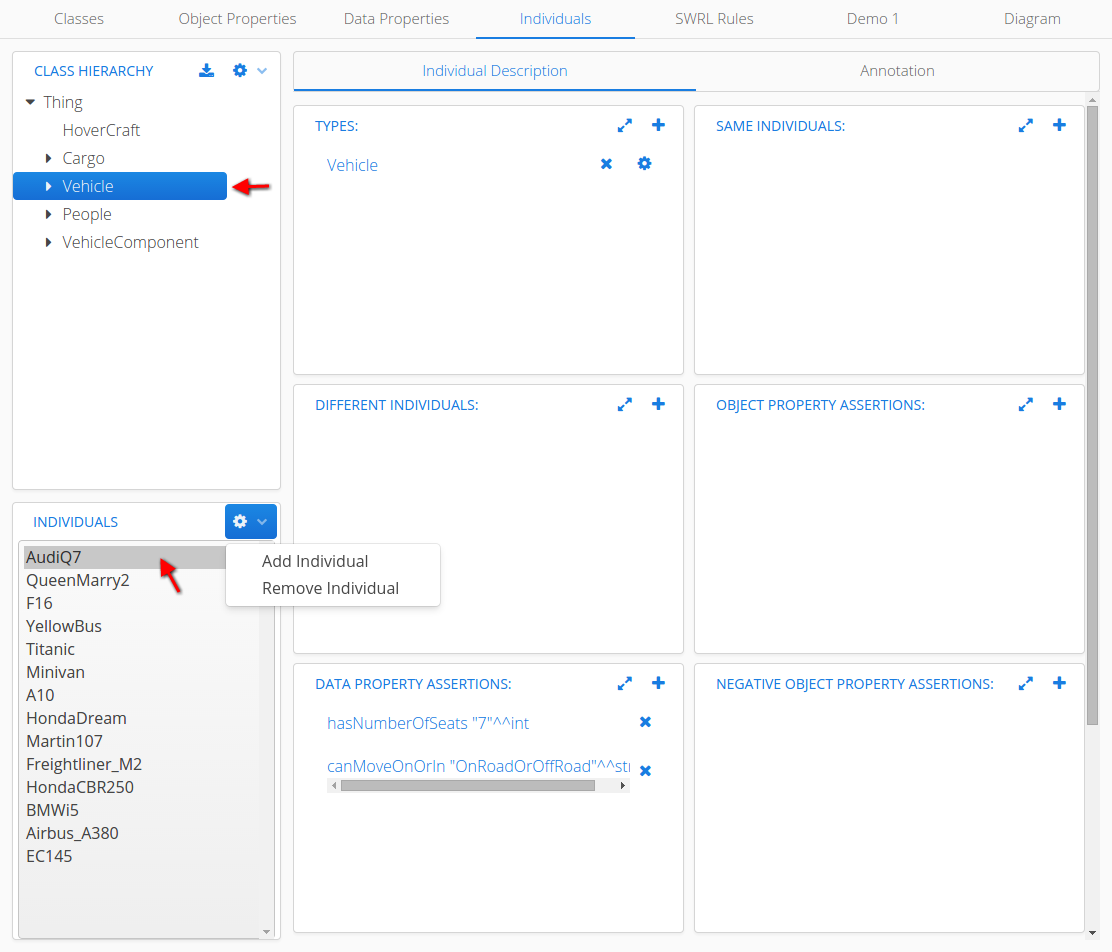 Classes Object Properties Data Properties Individuals SWRL Rules Demo 1 Diagram
CLASS HIERARCHY
Thing
HoverCraft
Cargo
Vehicle
People
VehicleComponent
INDIVIDUALS
AudiQ7
QueenMarry2
F16
YellowBus
Titanic
Minivan
A10
HondaDream
Martin107
Freightliner_M2
HondaCBR250
BMWi5
Airbus_A380
EC145
Add Individual
Remove Individual
Individual Description Annotation
TYPES:
Vehicle
SAME INDIVIDUALS:
DIFFERENT INDIVIDUALS:
OBJECT PROPERTY ASSERTIONS:
DATA PROPERTY ASSERTIONS:
hasNumberOfSeats "7"^^int
canMoveOnOrIn "OnRoadOrOffRoad"^^str
NEGATIVE OBJECT PROPERTY ASSERTIONS: